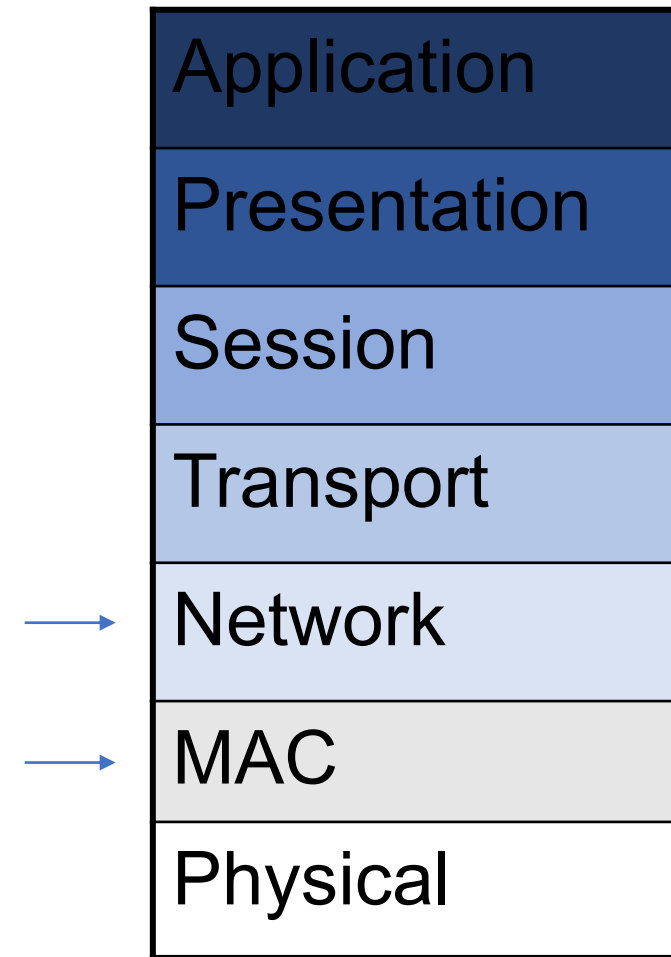 Application
Presentation
Session
Transport
Network
MAC
Physical